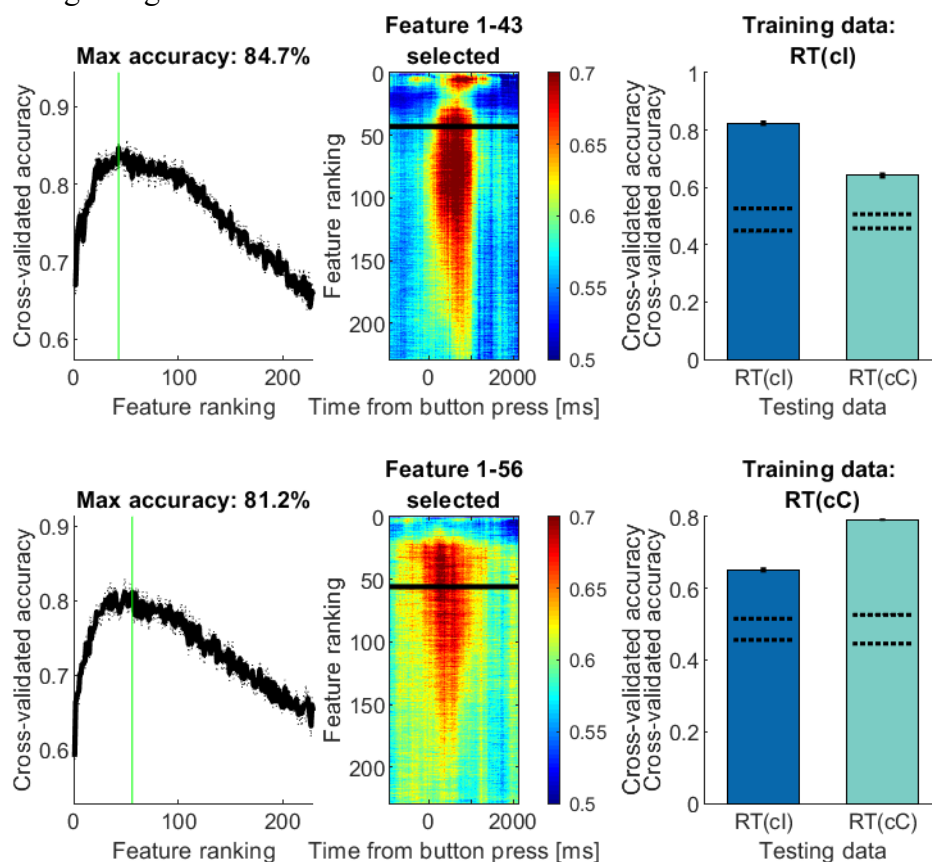 Max accuracy: 84.7%
Cross-validated accuracy
0.9
0.8
0.7
0.6
0
100
200
Feature ranking
Feature 1-43
selected
Feature ranking
0
50
100
150
200
0
2000
Time from button press [ms]
0.7
0.65
0.6
0.55
0.5
Training data:
RT(cI)
Cross-validated accuracy
Cross-validated accuracy
1
0.8
0.6
0.4
0.2
0
RT(cI)
RT(cC)
Testing data
Max accuracy: 81.2%
Cross-validated accuracy
0.9
0.8
0.7
0.6
0
100
200
Feature ranking
Feature 1-56
selected
Feature ranking
0
50
100
150
200
0
2000
Time from button press [ms]
0.7
0.65
0.6
0.55
0.5
Training data:
RT(cC)
Cross-validated accuracy
Cross-validated accuracy
0.8
0.6
0.4
0.2
0
RT(cI)
RT(cC)
Testing data